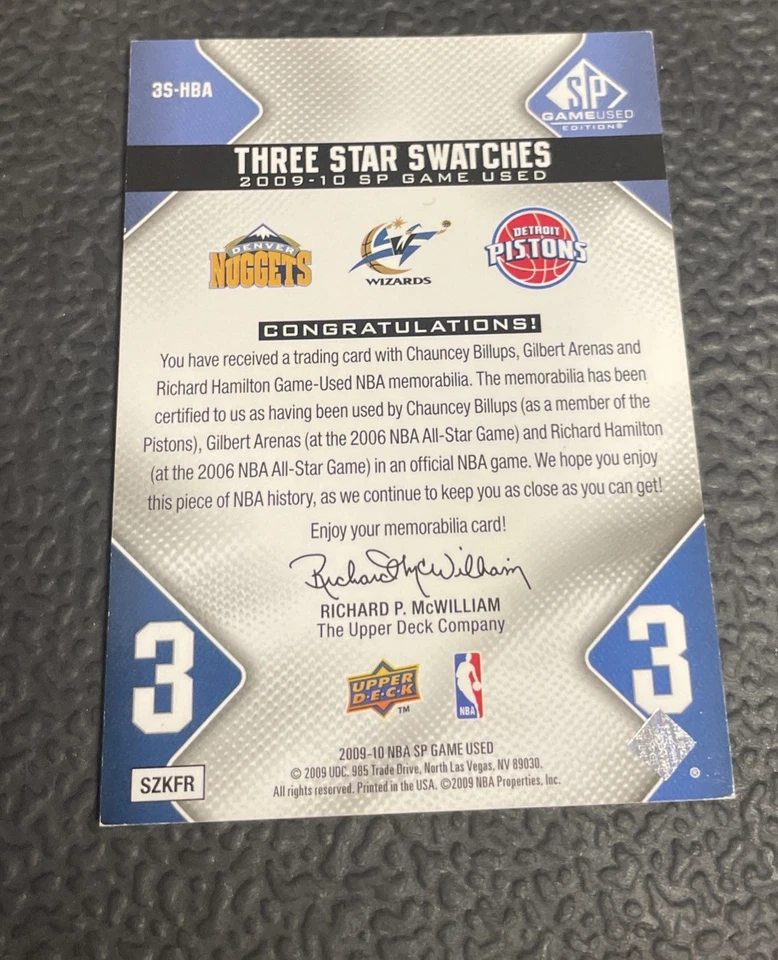 3S-HBA
SP
GAMEUSED
EDITION®
THREE STAR SWATCHES
2009-10 SP GAME USED
DENVER
NUGGETS
W
WIZARDS
DETROIT
PISTONS
CONGRATULATIONS!
You have received a trading card with Chauncey Billups, Gilbert Arenas and
Richard Hamilton Game-Used NBA memorabilia. The memorabilia has been
certified to us as having been used by Chauncey Billups (as a member of the
Pistons), Gilbert Arenas (at the 2006 NBA All-Star Game) and Richard Hamilton
(at the 2006 NBA All-Star Game) in an official NBA game. We hope you enjoy
this piece of NBA history, as we continue to keep you as close as you can get!
Enjoy your memorabilia card!
Richard McWilliam
RICHARD P. McWILLIAM
The Upper Deck Company
3
3
UPPER
D·E·C·K
TM
NBA
®
2009-10 NBA SP GAME USED
© 2009 UDC. 985 Trade Drive, North Las Vegas, NV 89030.
All rights reserved. Printed in the USA. ©2009 NBA Properties, Inc.
SZKFR